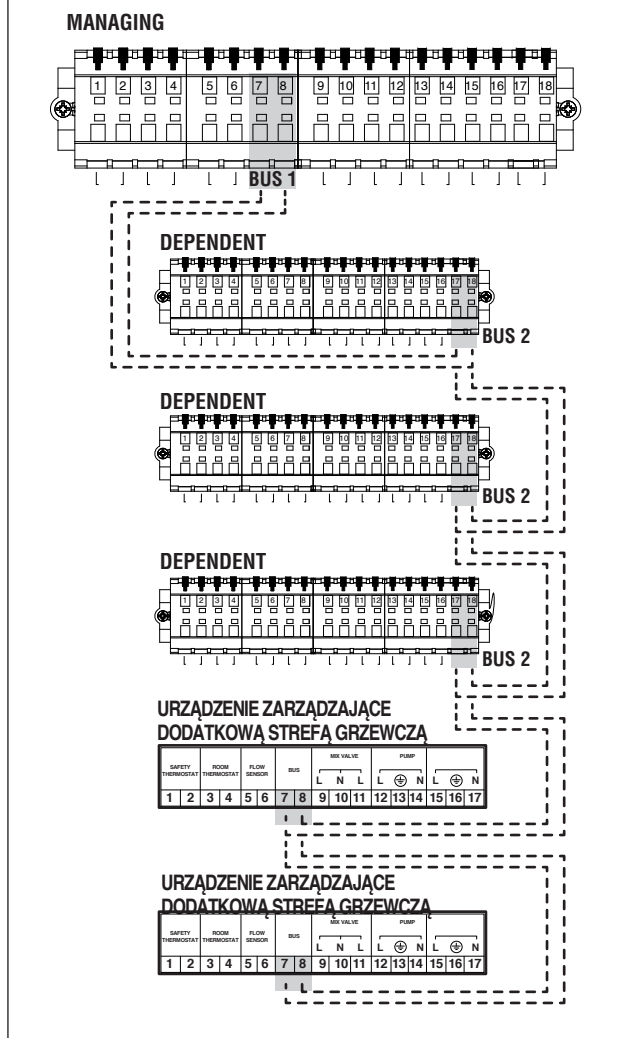 MANAGING
1 2 3 4 5 6 7 8 9 10 11 12 13 14 15 16 17 18
BUS 1
DEPENDENT
1 2 3 4 5 6 7 8 9 10 11 12 13 14 15 16 17 18
BUS 2
DEPENDENT
1 2 3 4 5 6 7 8 9 10 11 12 13 14 15 16 17 18
BUS 2
DEPENDENT
1 2 3 4 5 6 7 8 9 10 11 12 13 14 15 16 17 18
BUS 2
URZĄDZENIE ZARZĄDZAJĄCE
DODATKOWĄ STREFĄ GRZEWCZĄ
SAFETY THERMOSTAT ROOM THERMOSTAT FLOW SENSOR BUS MIX VALVE PUMP
L N L L N L N
1 2 3 4 5 6 7 8 9 10 11 12 13 14 15 16 17
URZĄDZENIE ZARZĄDZAJĄCE
DODATKOWĄ STREFĄ GRZEWCZĄ
SAFETY THERMOSTAT ROOM THERMOSTAT FLOW SENSOR BUS MIX VALVE PUMP
L N L L N L N
1 2 3 4 5 6 7 8 9 10 11 12 13 14 15 16 17